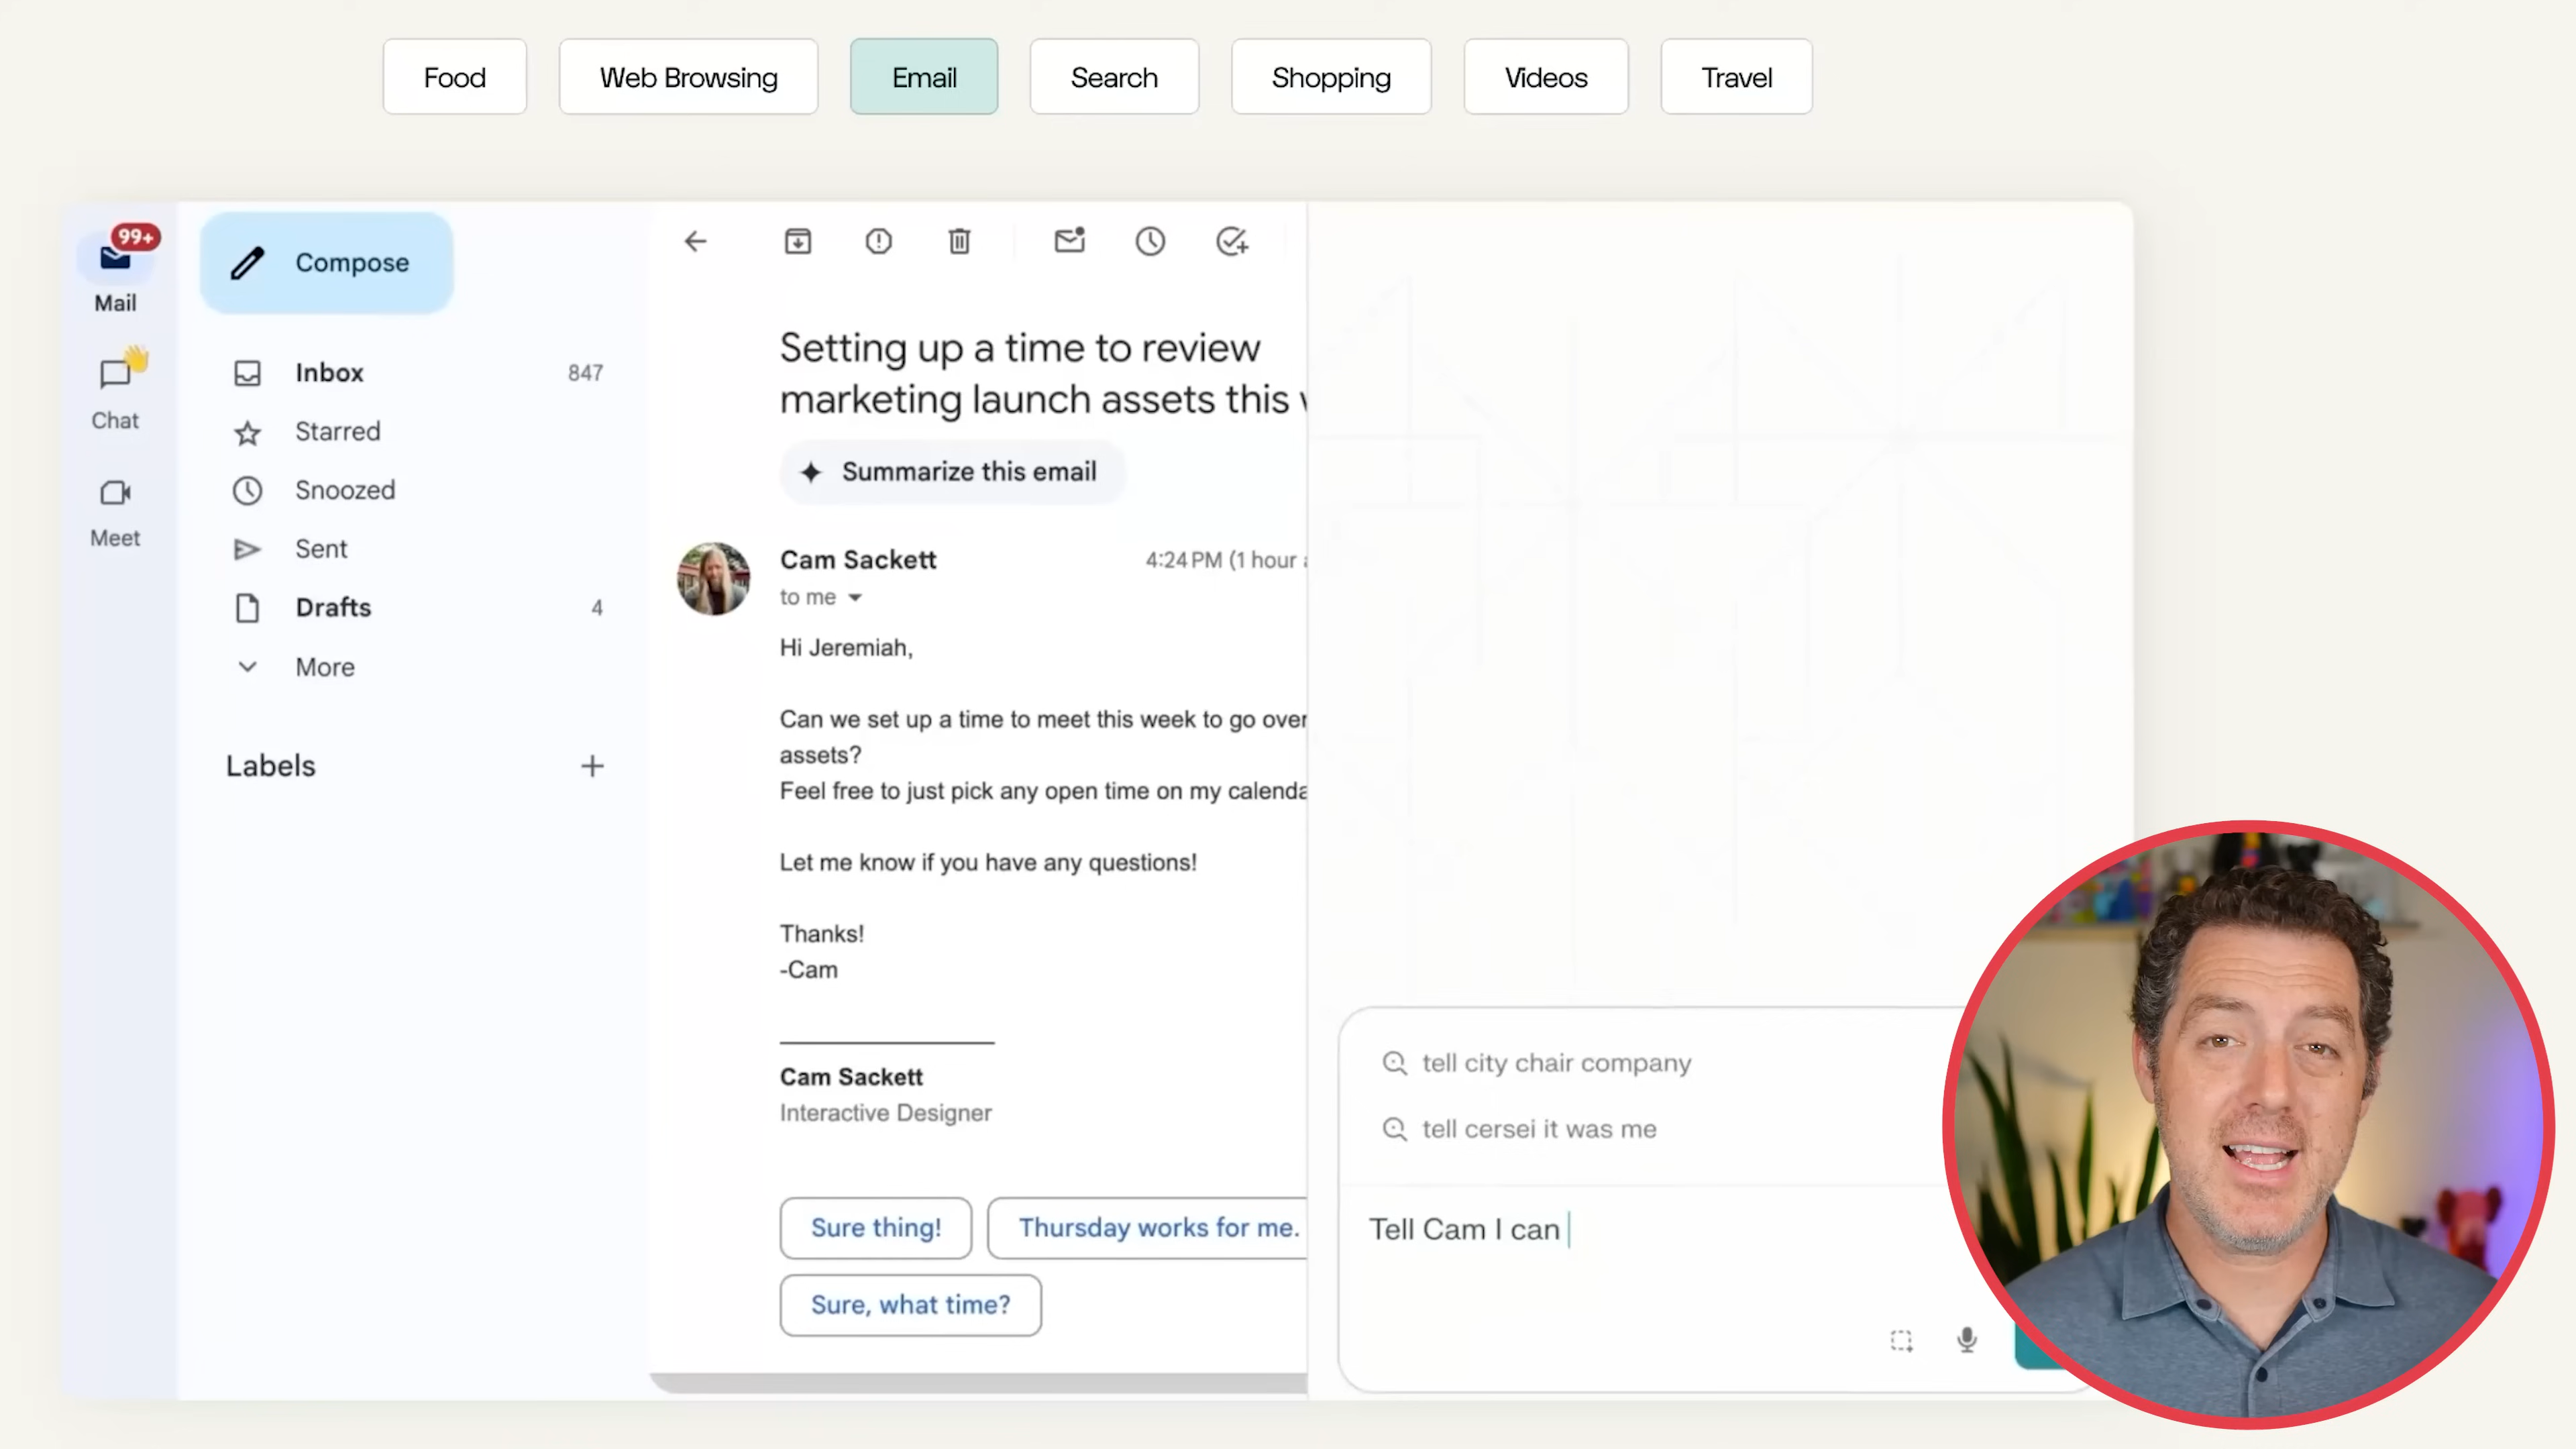 Food
Web Browsing
Email
Search
Shopping
Videos
Travel
99+
Mail
Chat
Meet
Compose
Inbox 847
Starred
Snoozed
Sent
Drafts 4
More
Labels
Setting up a time to review
marketing launch assets this
Summarize this email
Cam Sackett 4:24 PM (1 hour
to me
Hi Jeremiah,
Can we set up a time to meet this week to go over
assets?
Feel free to just pick any open time on my calenda
Let me know if you have any questions!
Thanks!
-Cam
Cam Sackett
Interactive Designer
Sure thing!
Thursday works for me.
Sure, what time?
tell city chair company
tell cersei it was me
Tell Cam I can